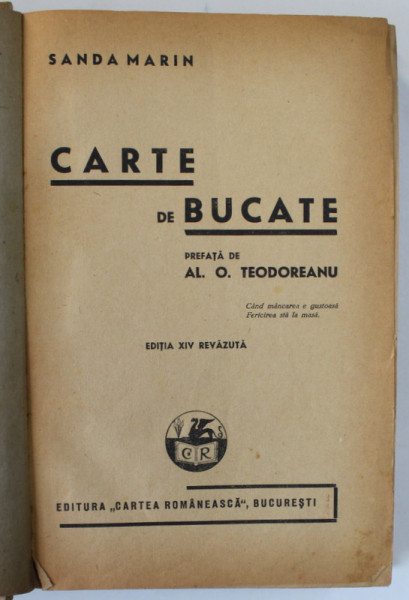 SANDA MARIN
CARTE
DE BUCATE
PREFAȚĂ DE
AL. O. TEODOREANU
Când mâncarea e gustoasă
Fericirea stă la masă.
EDIȚIA XIV REVĂZUTĂ
C R
EDITURA „CARTEA ROMÂNEASCĂ“, BUCUREȘTI